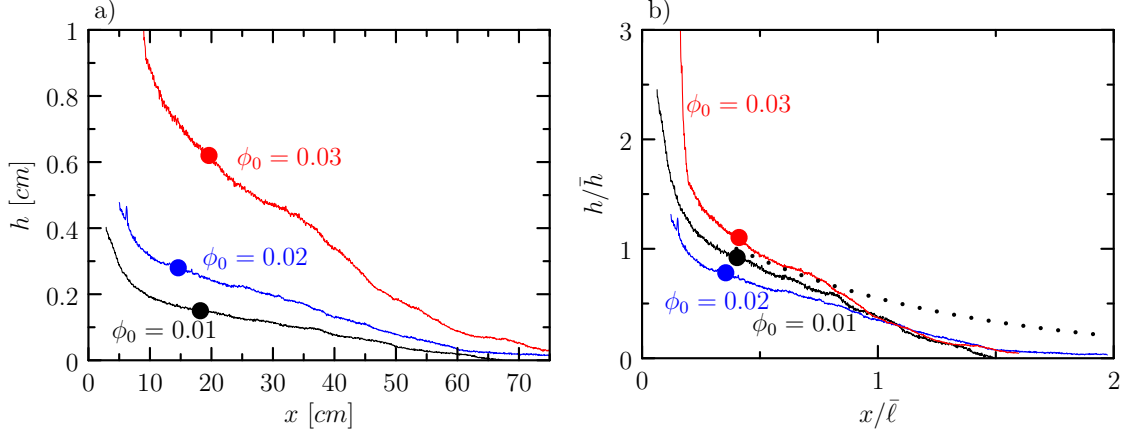 a)
h [cm]
1
0.8
0.6
0.4
0.2
0
ϕ₀ = 0.03
ϕ₀ = 0.02
ϕ₀ = 0.01
0 10 20 30 40 50 60 70
x [cm]
b)
h/h̄
3
2
1
0
ϕ₀ = 0.03
ϕ₀ = 0.02
ϕ₀ = 0.01
0 1 2
x/ℓ̄